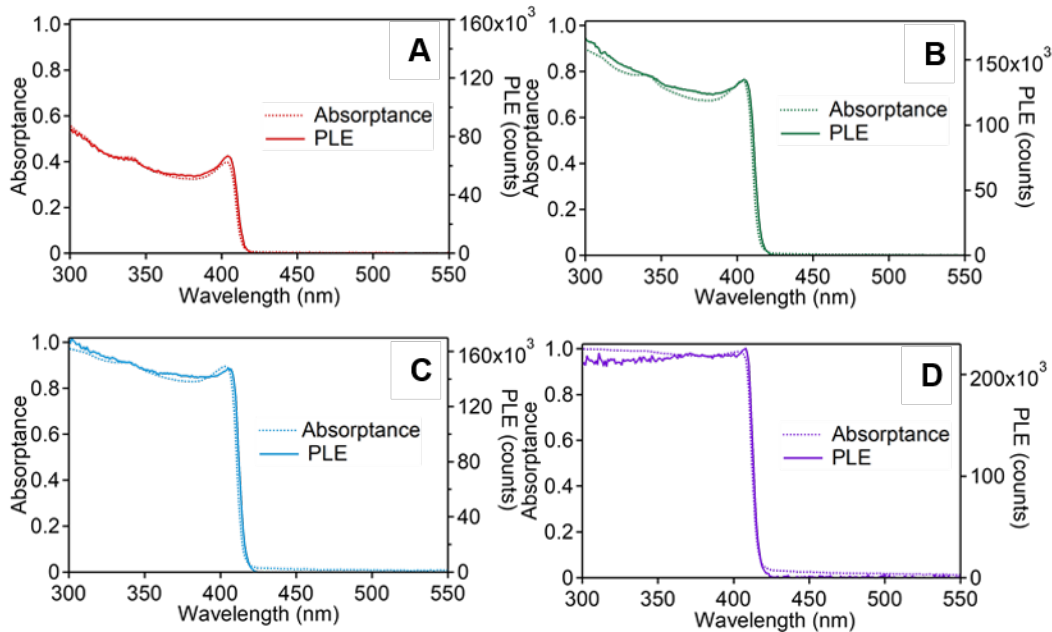 A
1.0
0.8
0.6
0.4
0.2
0
Absorptance
Absorptance
PLE
160x10³
120
80
40
0
PLE (counts)
300 350 400 450 500 550
Wavelength (nm)
B
1.0
0.8
0.6
0.4
0.2
0
Absorptance
Absorptance
PLE
150x10³
100
50
0
PLE (counts)
300 350 400 450 500 550
Wavelength (nm)
C
1.0
0.8
0.6
0.4
0.2
0
Absorptance
Absorptance
PLE
160x10³
120
80
40
0
PLE (counts)
300 350 400 450 500 550
Wavelength (nm)
D
1.0
0.8
0.6
0.4
0.2
0
Absorptance
Absorptance
PLE
200x10³
100
0
PLE (counts)
300 350 400 450 500 550
Wavelength (nm)